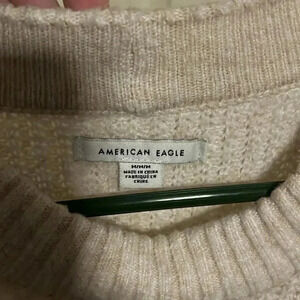 AMERICAN EAGLE
M/M/M
MADE IN CHINA
FABRIQUÉ EN
CHINE